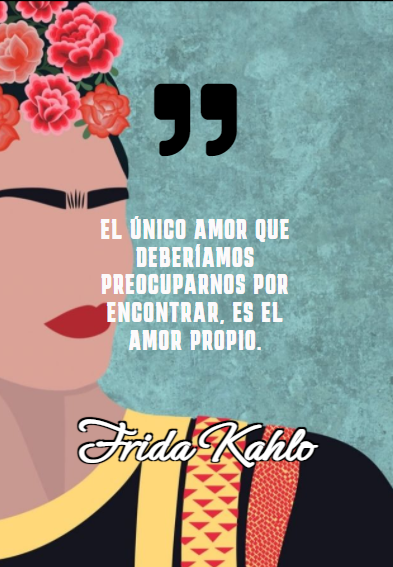 ”
EL ÚNICO AMOR QUE
DEBERÍAMOS
PREOCUPARNOS POR
ENCONTRAR, ES EL
AMOR PROPIO.
Frida Kahlo